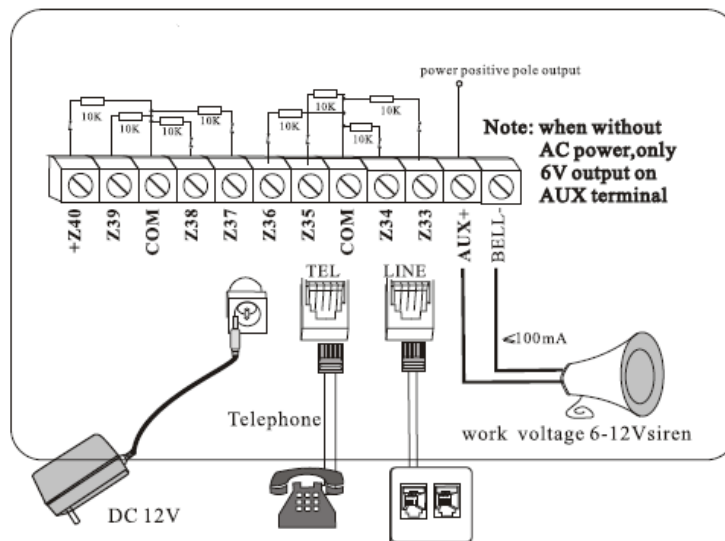 power positive pole output
10K
10K
10K
10K
10K
10K
10K
10K
Note: when without
AC power,only
6V output on
AUX terminal
+Z40
Z39
COM
Z38
Z37
Z36
Z35
COM
Z34
Z33
AUX+
BELL-
TEL
LINE
≤100mA
Telephone
work voltage 6-12Vsiren
DC 12V